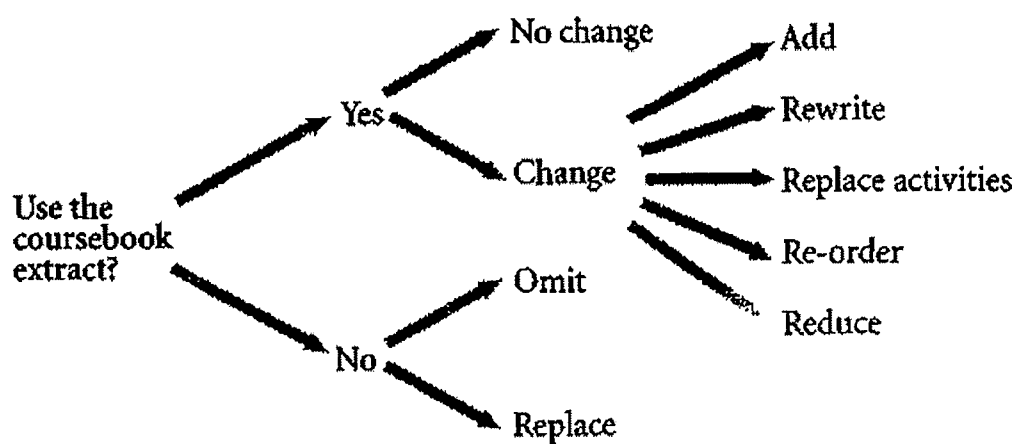 Use the
coursebook
extract?
Yes
No
No change
Change
Omit
Replace
Add
Rewrite
Replace activities
Re-order
Reduce